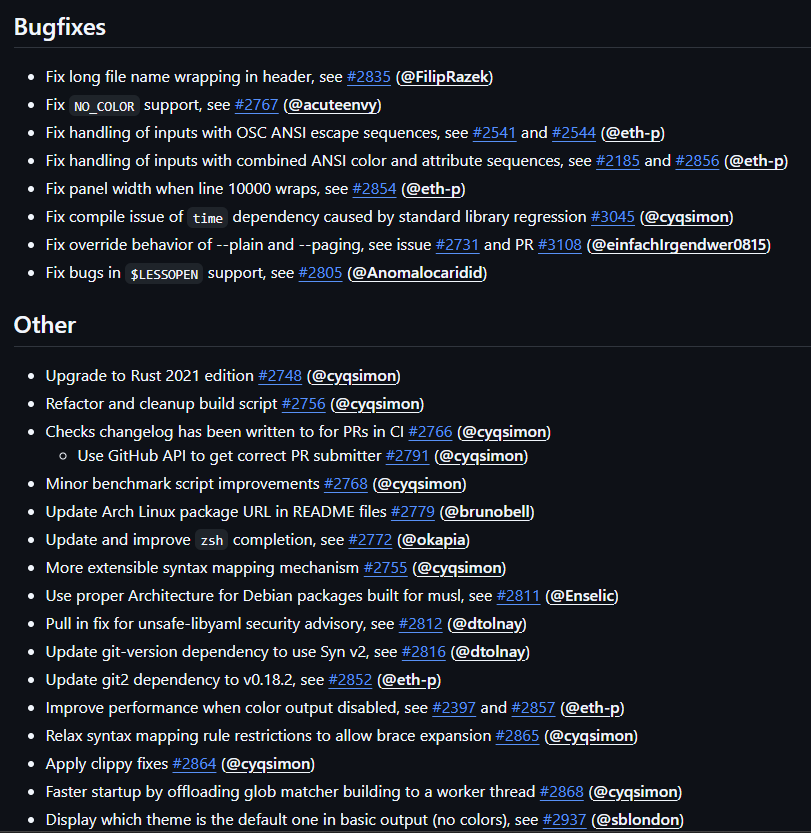 Bugfixes
• Fix long file name wrapping in header, see #2835 (@FilipRazek)
• Fix NO_COLOR support, see #2767 (@acuteenvy)
• Fix handling of inputs with OSC ANSI escape sequences, see #2541 and #2544 (@eth-p)
• Fix handling of inputs with combined ANSI color and attribute sequences, see #2185 and #2856 (@eth-p)
• Fix panel width when line 10000 wraps, see #2854 (@eth-p)
• Fix compile issue of time dependency caused by standard library regression #3045 (@cyqsimon)
• Fix override behavior of --plain and --paging, see issue #2731 and PR #3108 (@einfachIrgendwer0815)
• Fix bugs in $LESSOPEN support, see #2805 (@Anomalocaridid)
Other
• Upgrade to Rust 2021 edition #2748 (@cyqsimon)
• Refactor and cleanup build script #2756 (@cyqsimon)
• Checks changelog has been written to for PRs in CI #2766 (@cyqsimon)
◦ Use GitHub API to get correct PR submitter #2791 (@cyqsimon)
• Minor benchmark script improvements #2768 (@cyqsimon)
• Update Arch Linux package URL in README files #2779 (@brunobell)
• Update and improve zsh completion, see #2772 (@okapia)
• More extensible syntax mapping mechanism #2755 (@cyqsimon)
• Use proper Architecture for Debian packages built for musl, see #2811 (@Enselic)
• Pull in fix for unsafe-libyaml security advisory, see #2812 (@dtolnay)
• Update git-version dependency to use Syn v2, see #2816 (@dtolnay)
• Update git2 dependency to v0.18.2, see #2852 (@eth-p)
• Improve performance when color output disabled, see #2397 and #2857 (@eth-p)
• Relax syntax mapping rule restrictions to allow brace expansion #2865 (@cyqsimon)
• Apply clippy fixes #2864 (@cyqsimon)
• Faster startup by offloading glob matcher building to a worker thread #2868 (@cyqsimon)
• Display which theme is the default one in basic output (no colors), see #2937 (@sblondon)